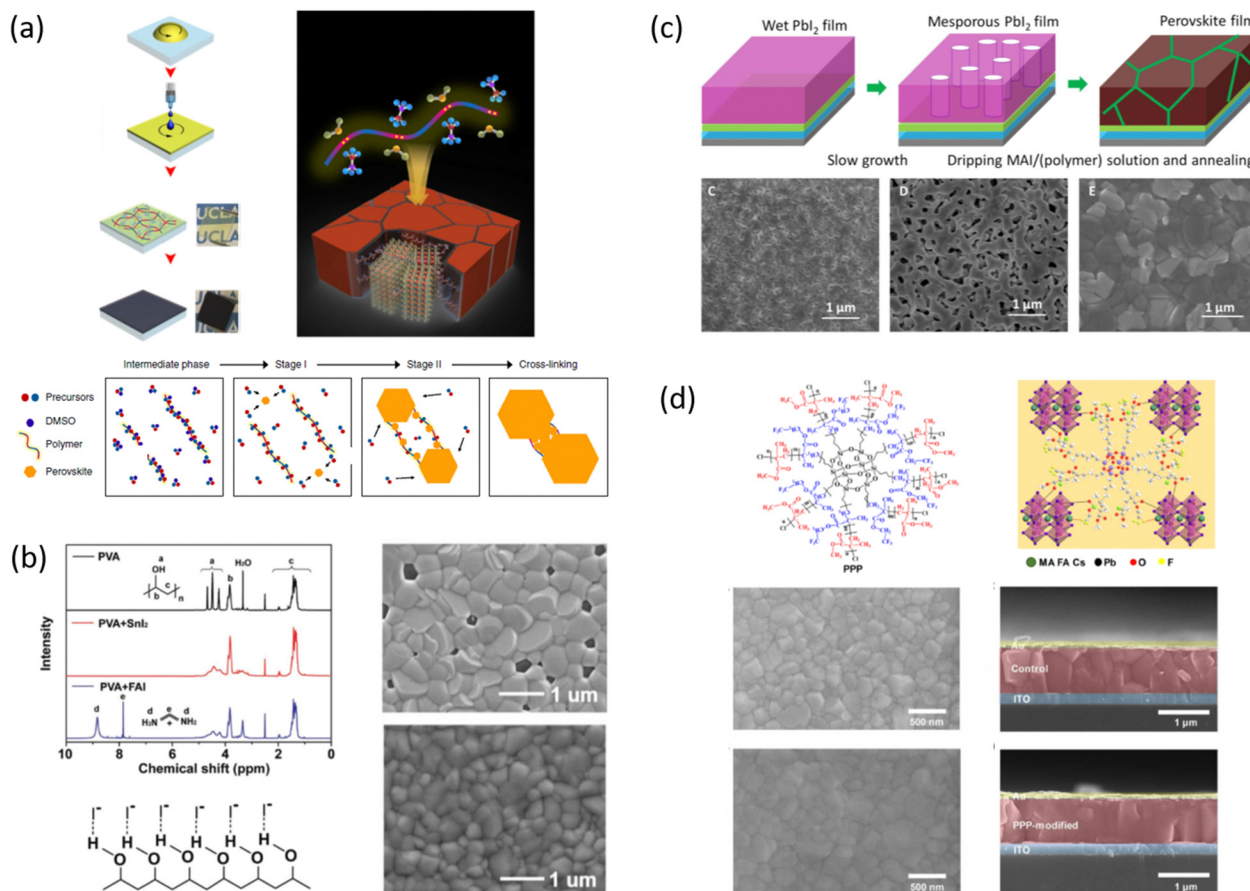 (a)
UCLA
UCLA
Intermediate phase
Stage I
Stage II
Cross-linking
Precursors
DMSO
Polymer
Perovskite
(b)
PVA
a
OH
c
b
n
a
b
H₂O
c
PVA+SnI₂
PVA+FAI
d
e
d e d
H₂N NH₂
+
Intensity
10 8 6 4 2 0
Chemical shift (ppm)
I⁻ I⁻ I⁻ I⁻ I⁻ I⁻
H H H H H H
O O O O O O
1 um
1 um
(c)
Wet PbI₂ film
Mesporous PbI₂ film
Perovskite film
Slow growth
Dripping MAI/(polymer) solution and annealing
C
D
E
1 µm
1 µm
1 µm
(d)
PPP
MA FA Cs
Pb
O
F
500 nm
Au
Control
ITO
1 µm
500 nm
Au
PPP-modified
ITO
1 µm